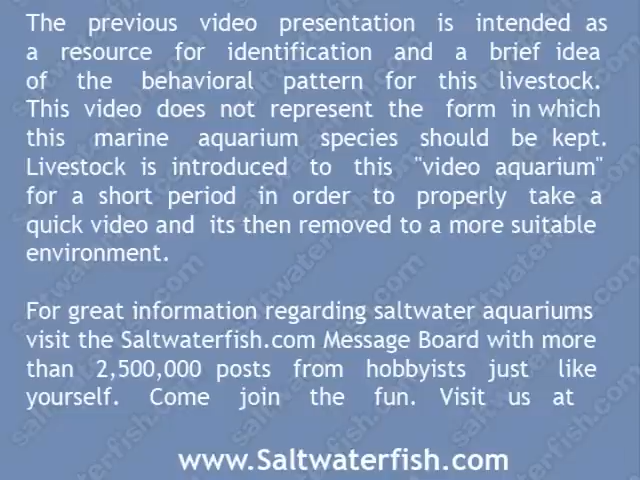 The previous video presentation is intended as
a resource for identification and a brief idea
of the behavioral pattern for this livestock.
This video does not represent the form in which
this marine aquarium species should be kept.
Livestock is introduced to this "video aquarium"
for a short period in order to properly take a
quick video and its then removed to a more suitable
environment.
For great information regarding saltwater aquariums
visit the Saltwaterfish.com Message Board with more
than 2,500,000 posts from hobbyists just like
yourself. Come join the fun. Visit us at
www.Saltwaterfish.com